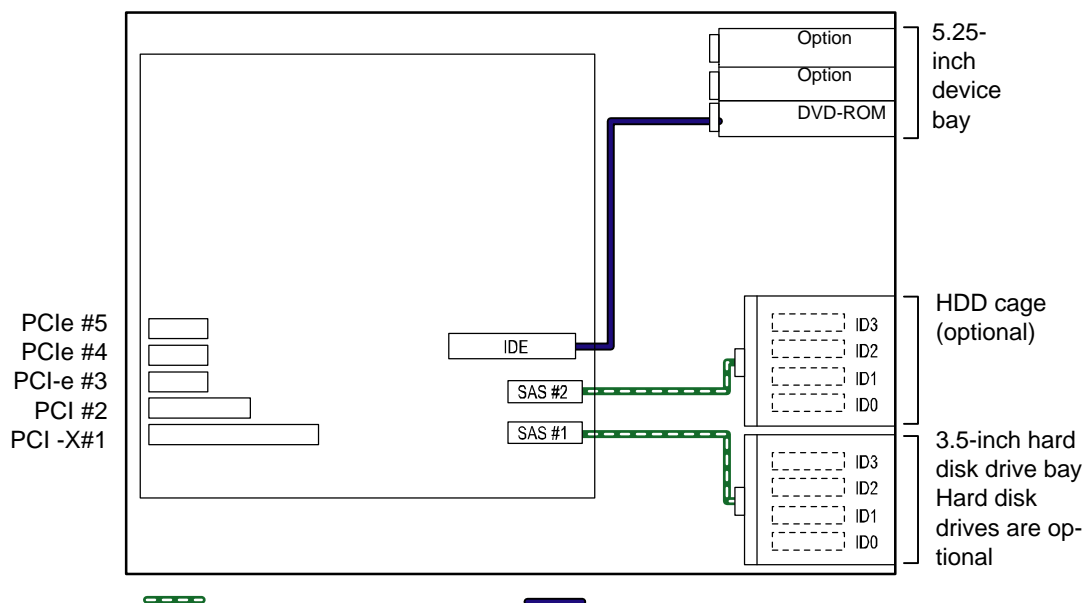 Option
Option
DVD-ROM
5.25-
inch
device
bay
PCIe #5
PCIe #4
PCI-e #3
PCI #2
PCI -X#1
IDE
SAS #2
SAS #1
ID3
ID2
ID1
ID0
HDD cage
(optional)
ID3
ID2
ID1
ID0
3.5-inch hard
disk drive bay
Hard disk
drives are op-
tional